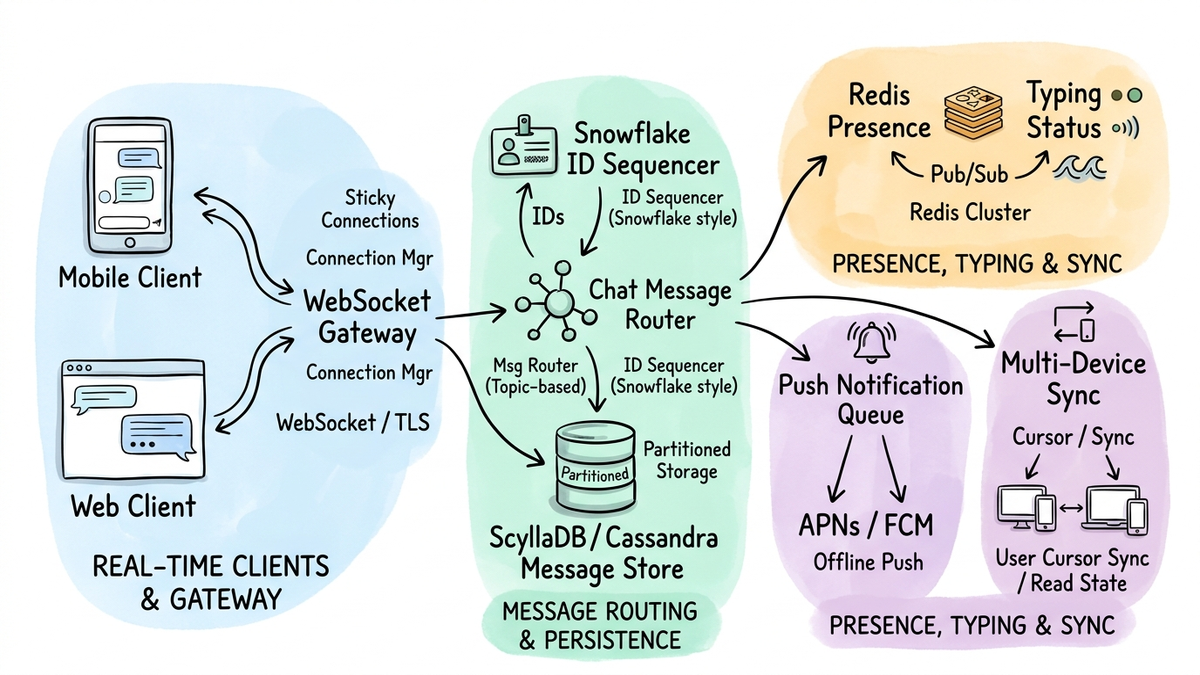 Mobile Client
Sticky
Connections
Connection Mgr
WebSocket
Gateway
Connection Mgr
WebSocket / TLS
Web Client
REAL-TIME CLIENTS
& GATEWAY
Snowflake
ID Sequencer
IDs
ID Sequencer
(Snowflake style)
Chat Message
Router
Msg Router
(Topic-based)
ID Sequencer
(Snowflake style)
Partitioned
Partitioned
Storage
ScyllaDB / Cassandra
Message Store
MESSAGE ROUTING
& PERSISTENCE
Redis
Presence
Typing
Status
Pub/Sub
Redis Cluster
PRESENCE, TYPING & SYNC
Push Notification
Queue
APNs / FCM
Offline Push
Multi-Device
Sync
Cursor / Sync
User Cursor Sync
/ Read State
PRESENCE, TYPING & SYNC